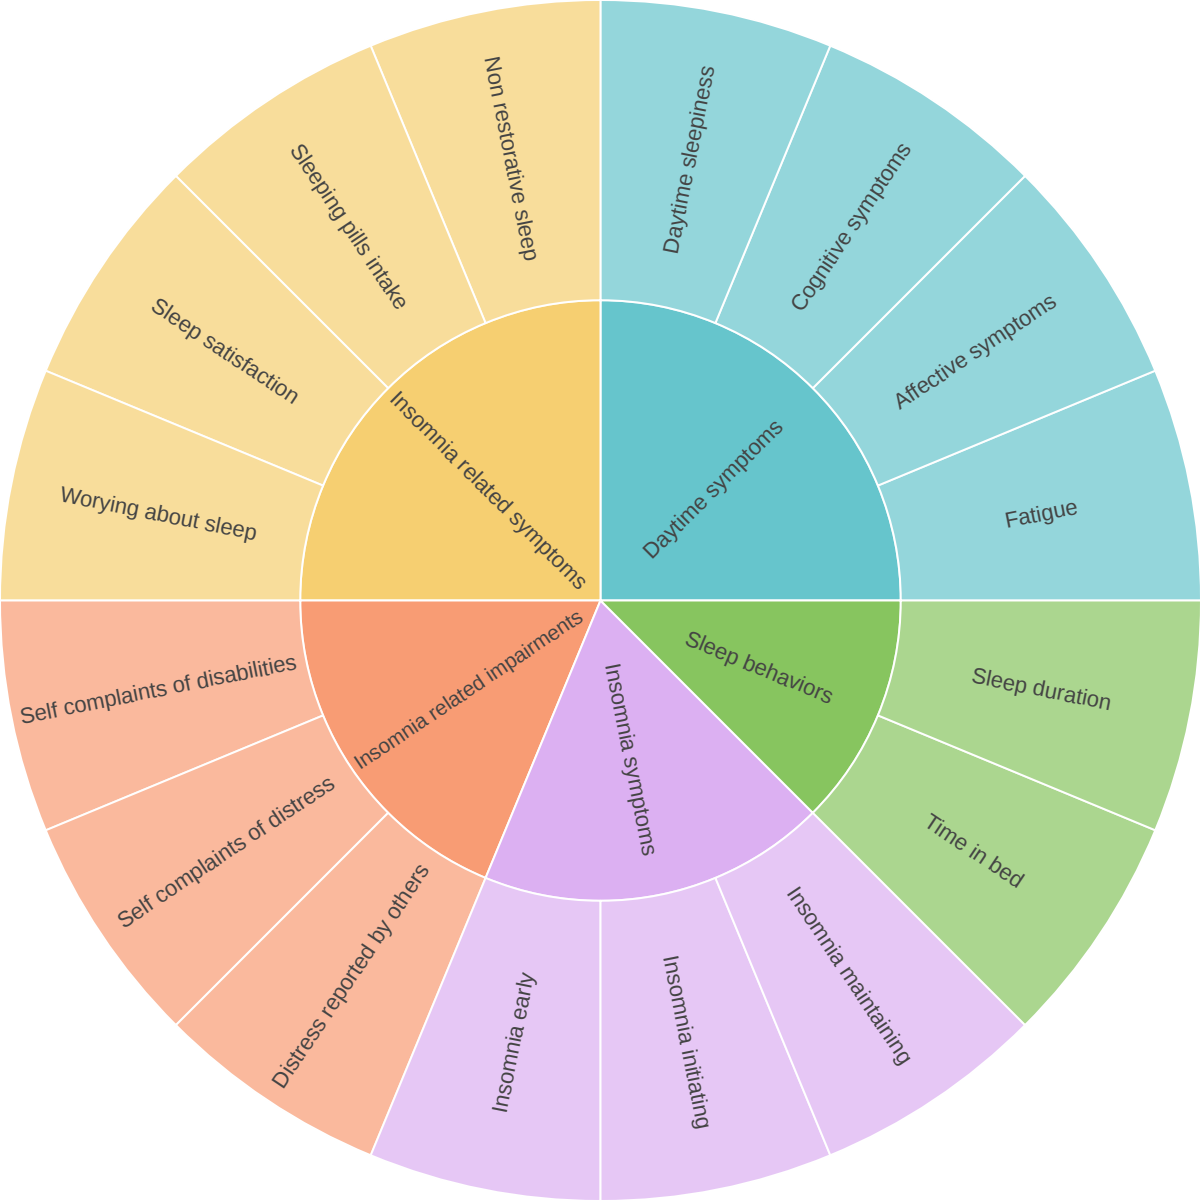 Daytime symptoms
Daytime sleepiness
Cognitive symptoms
Affective symptoms
Fatigue
Sleep behaviors
Sleep duration
Time in bed
Insomnia symptoms
Insomnia maintaining
Insomnia initiating
Insomnia early
Insomnia related impairments
Distress reported by others
Self complaints of distress
Self complaints of disabilities
Insomnia related symptoms
Worying about sleep
Sleep satisfaction
Sleeping pills intake
Non restorative sleep